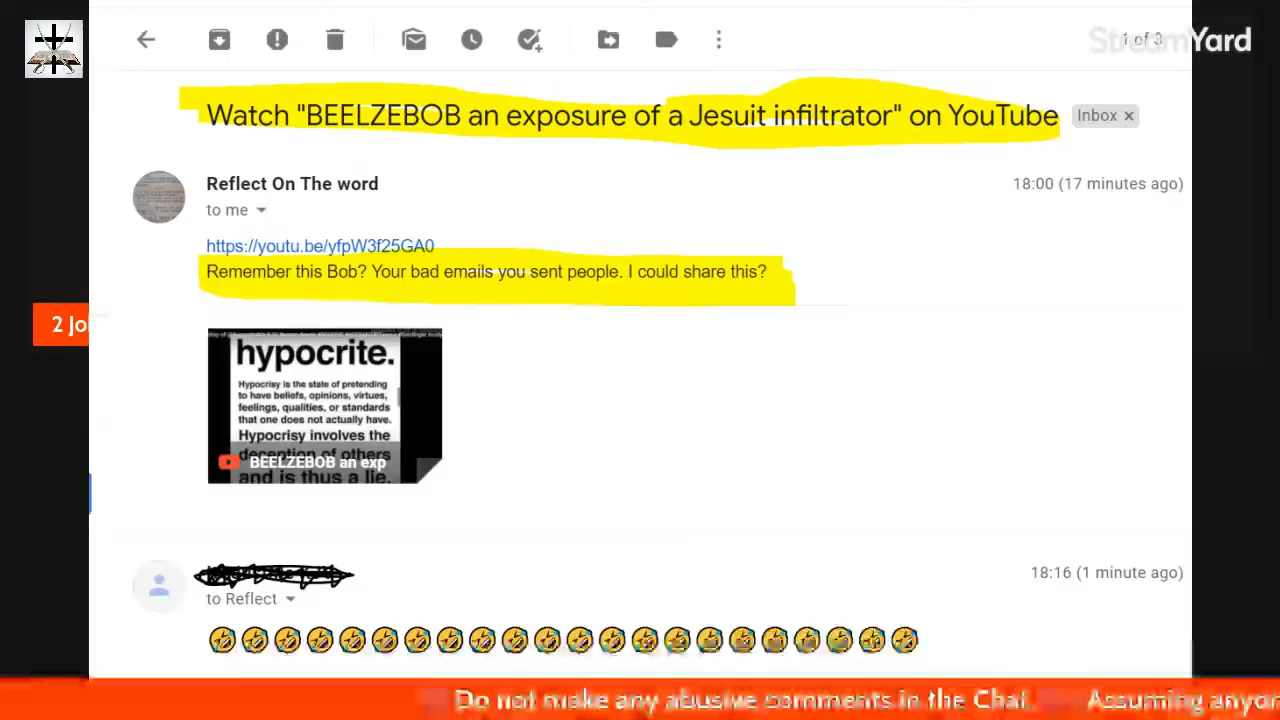 StreamYard
1 of 3
Watch "BEELZEBOB an exposure of a Jesuit infiltrator" on YouTube
Inbox ×
Reflect On The word
18:00 (17 minutes ago)
to me
https://youtu.be/yfpW3f25GA0
Remember this Bob? Your bad emails you sent people. I could share this?
2 Jo
hypocrite.
Hypocrisy is the state of pretending
to have beliefs, opinions, virtues,
feelings, qualities, or standards
that one does not actually have.
Hypocrisy involves the
deception of others
BEELZEBOB an exp
and is thus a lie.
18:16 (1 minute ago)
to Reflect
Do not make any abusive comments in the Chat. Assuming anyor